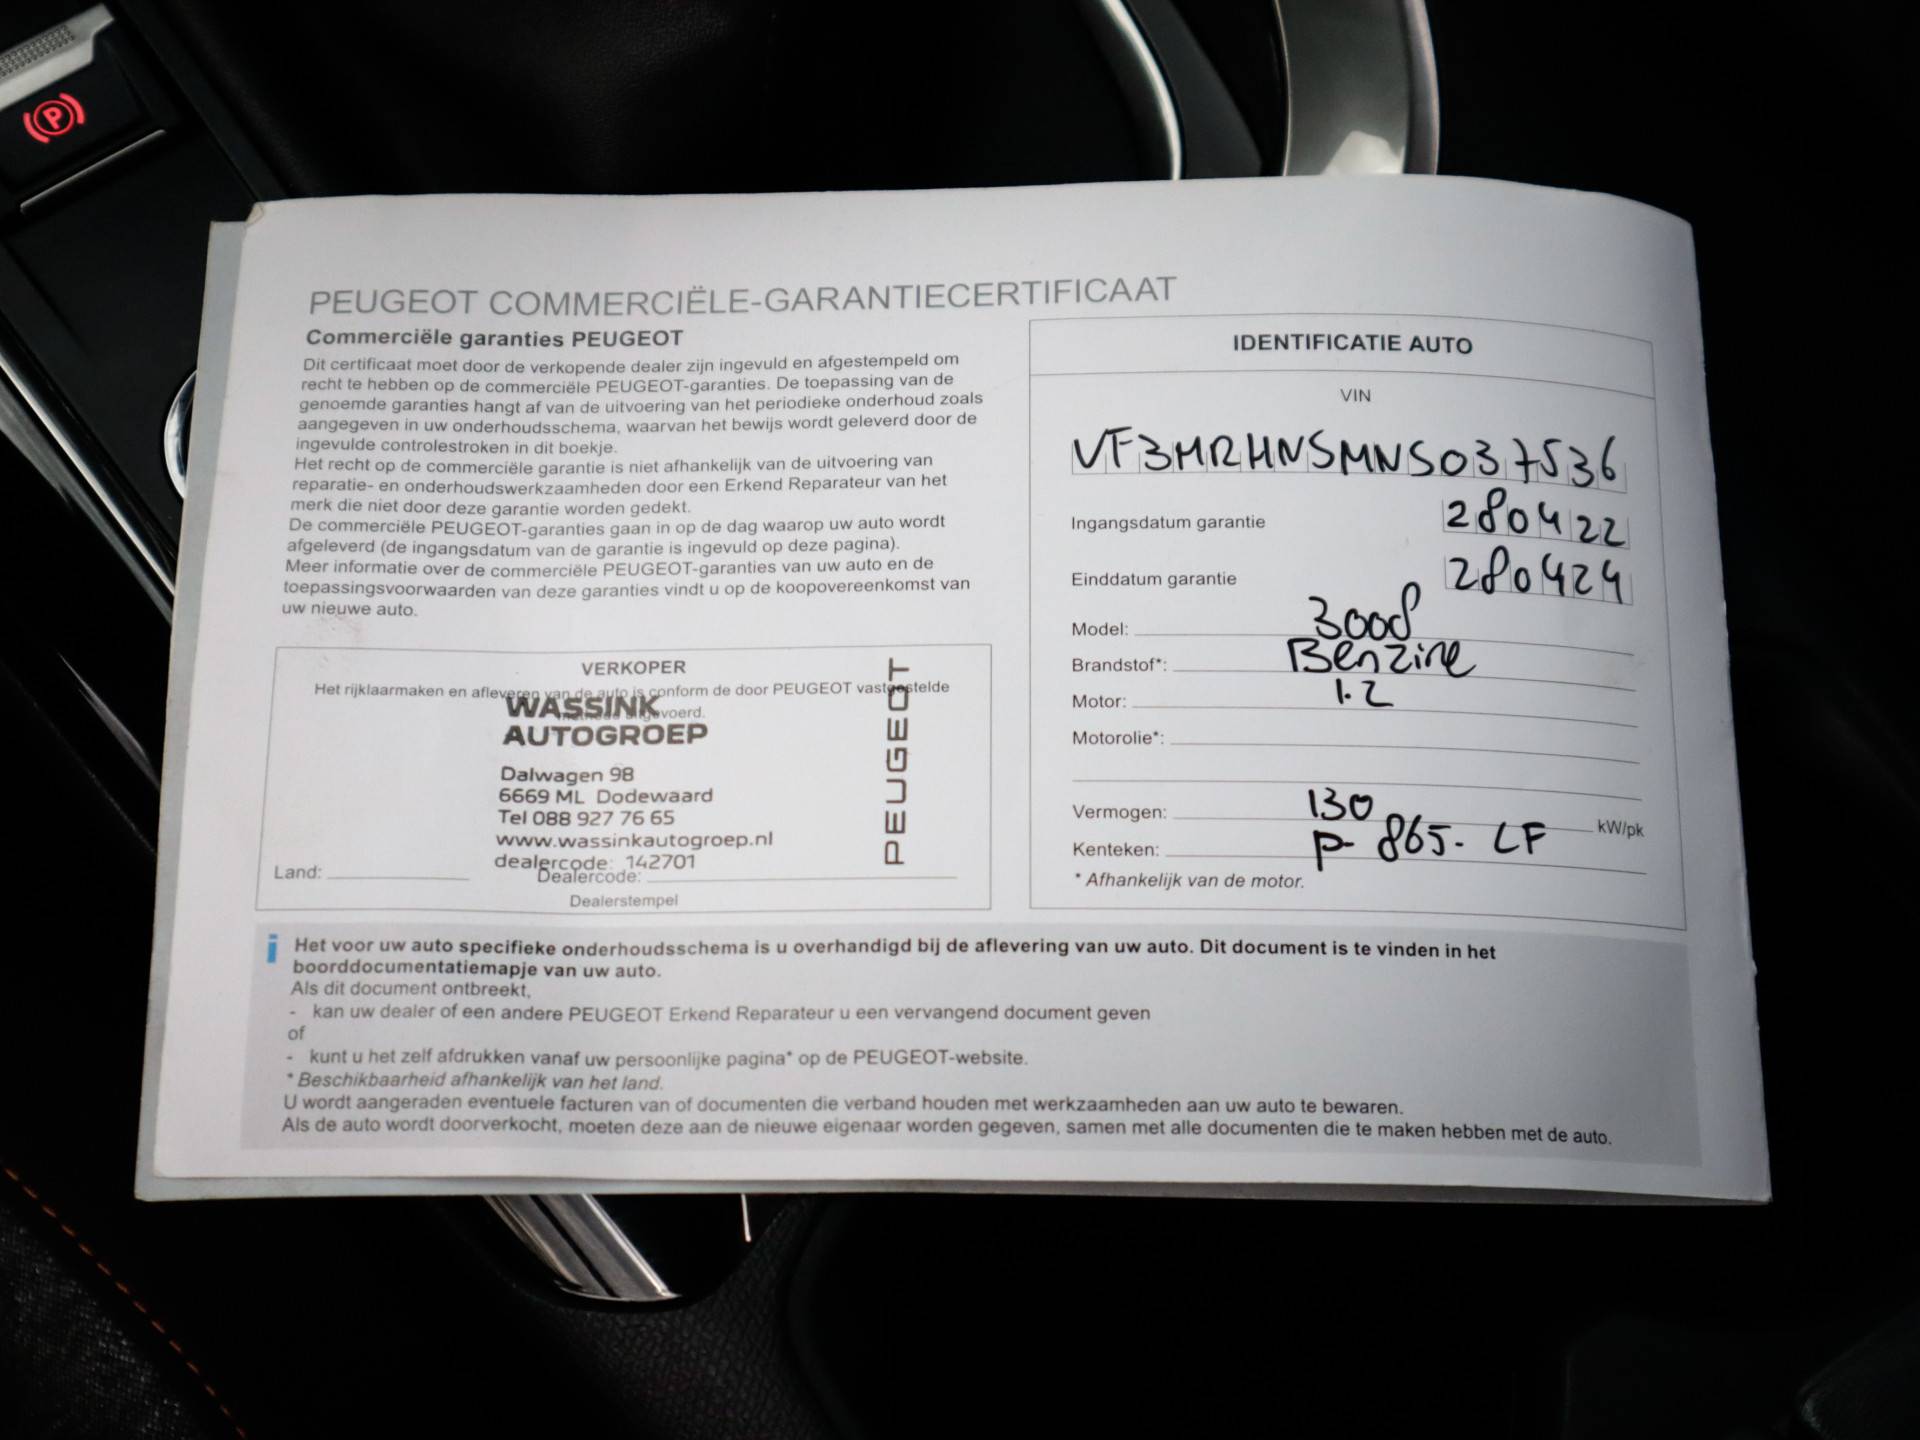 P
PEUGEOT COMMERCIËLE-GARANTIECERTIFICAAT
Commerciële garanties PEUGEOT
Dit certificaat moet door de verkopende dealer zijn ingevuld en afgestempeld om
recht te hebben op de commerciële PEUGEOT-garanties. De toepassing van de
genoemde garanties hangt af van de uitvoering van het periodieke onderhoud zoals
aangegeven in uw onderhoudsschema, waarvan het bewijs wordt geleverd door de
ingevulde controlestroken in dit boekje.
Het recht op de commerciële garantie is niet afhankelijk van de uitvoering van
reparatie- en onderhoudswerkzaamheden door een Erkend Reparateur van het
merk die niet door deze garantie worden gedekt.
De commerciële PEUGEOT-garanties gaan in op de dag waarop uw auto wordt
afgeleverd (de ingangsdatum van de garantie is ingevuld op deze pagina).
Meer informatie over de commerciële PEUGEOT-garanties van uw auto en de
toepassingsvoorwaarden van deze garanties vindt u op de koopovereenkomst van
uw nieuwe auto.
VERKOPER
Het rijklaarmaken en afleveren van de auto is conform de door PEUGEOT vastgestelde
WASSINK
AUTOGROEP
Dalwagen 98
6669 ML Dodewaard
Tel 088 927 76 65
www.wassinkautogroep.nl
dealercode: 142701
PEUGEOT
Land: Dealercode:
Dealerstempel
IDENTIFICATIE AUTO
VIN
VF3MRHNSMNS037536
Ingangsdatum garantie 280422
Einddatum garantie 280424
Model: 3008
Brandstof*: Benzine
Motor: 1.2
Motorolie*:
Vermogen: 130 kW/pk
Kenteken: P-865-LF
* Afhankelijk van de motor.
i
Het voor uw auto specifieke onderhoudsschema is u overhandigd bij de aflevering van uw auto. Dit document is te vinden in het
boorddocumentatiemapje van uw auto.
Als dit document ontbreekt,
- kan uw dealer of een andere PEUGEOT Erkend Reparateur u een vervangend document geven
of
- kunt u het zelf afdrukken vanaf uw persoonlijke pagina* op de PEUGEOT-website.
* Beschikbaarheid afhankelijk van het land.
U wordt aangeraden eventuele facturen van of documenten die verband houden met werkzaamheden aan uw auto te bewaren.
Als de auto wordt doorverkocht, moeten deze aan de nieuwe eigenaar worden gegeven, samen met alle documenten die te maken hebben met de auto.